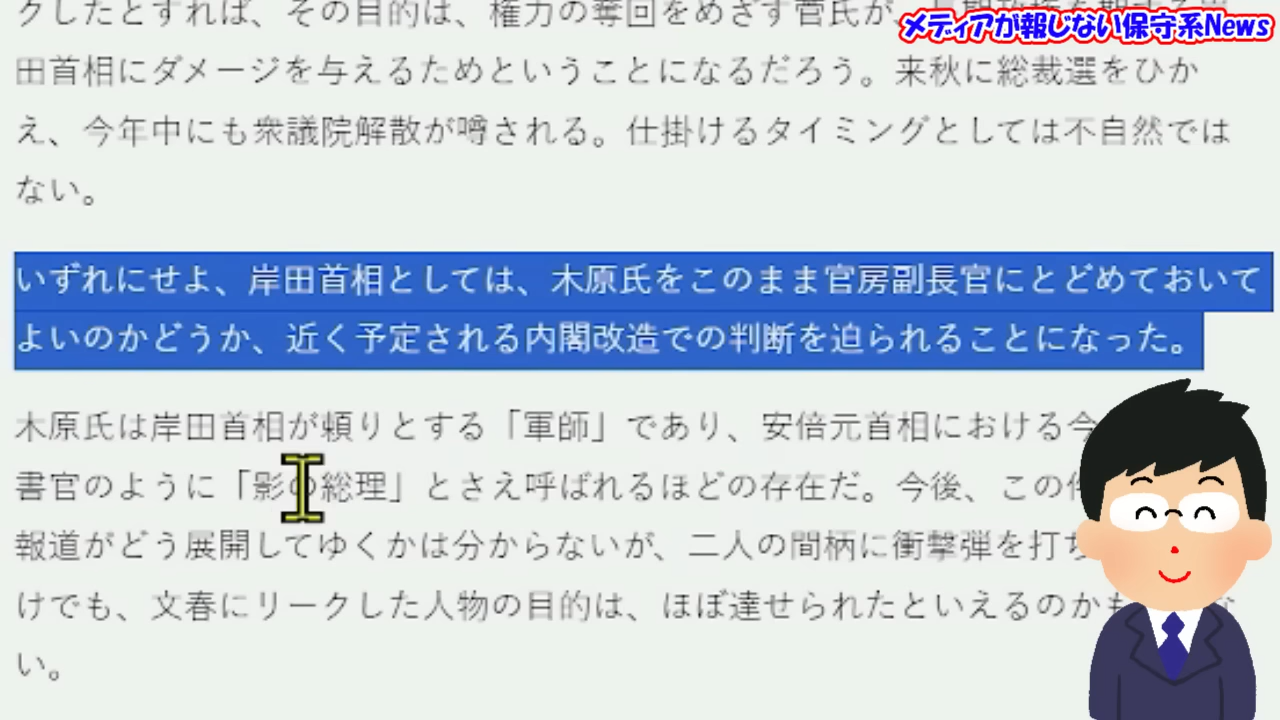 クしたとすれば、その目的は、権力の奪回をめざす菅氏が、
メディアが報じない保守系News
田首相にダメージを与えるためということになるだろう。来秋に総裁選をひか
え、今年中にも衆議院解散が噂される。仕掛けるタイミングとしては不自然では
ない。
いずれにせよ、岸田首相としては、木原氏をこのまま官房副長官にとどめておいて
よいのかどうか、近く予定される内閣改造での判断を迫られることになった。
木原氏は岸田首相が頼りとする「軍師」であり、安倍元首相における今
書官のように「影の総理」とさえ呼ばれるほどの存在だ。今後、この
報道がどう展開してゆくかは分からないが、二人の間柄に衝撃弾を打ち
けでも、文春にリークした人物の目的は、ほぼ達せられたといえるのかも
い。